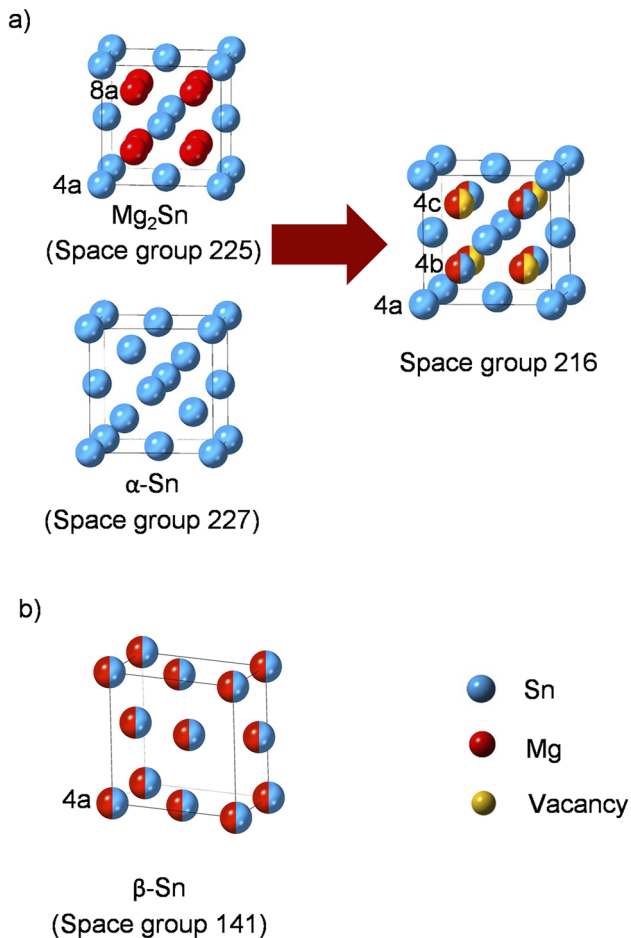 a)
8a
4a
Mg₂Sn
(Space group 225)
4c
4b
4a
Space group 216
α-Sn
(Space group 227)
b)
4a
β-Sn
(Space group 141)
Sn
Mg
Vacancy